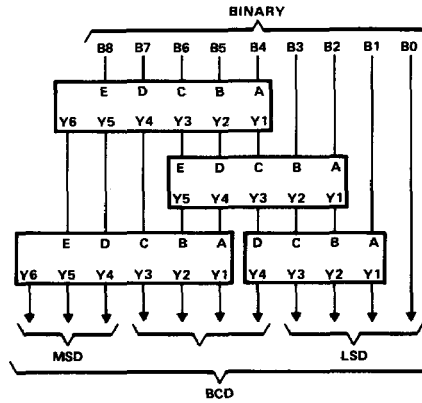 BINARY
B8 B7 B6 B5 B4 B3 B2 B1 B0
E D C B A
Y6 Y5 Y4 Y3 Y2 Y1
E D C B A
Y5 Y4 Y3 Y2 Y1
E D C B A
Y6 Y5 Y4 Y3 Y2 Y1
D C B A
Y4 Y3 Y2 Y1
MSD LSD
BCD